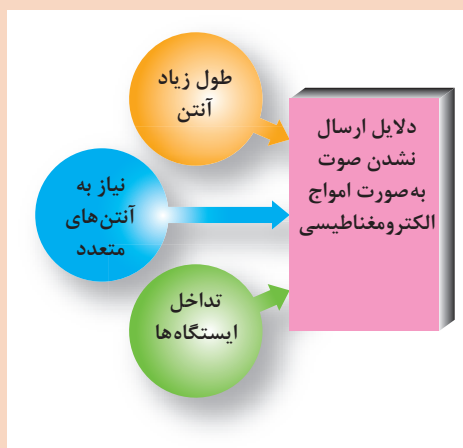 طول زیاد
آنتن
نیاز به
آنتن‌های
متعدد
تداخل
ایستگاه‌ها
دلایل ارسال
نشدن صوت
به‌صورت امواج
الکترومغناطیسی